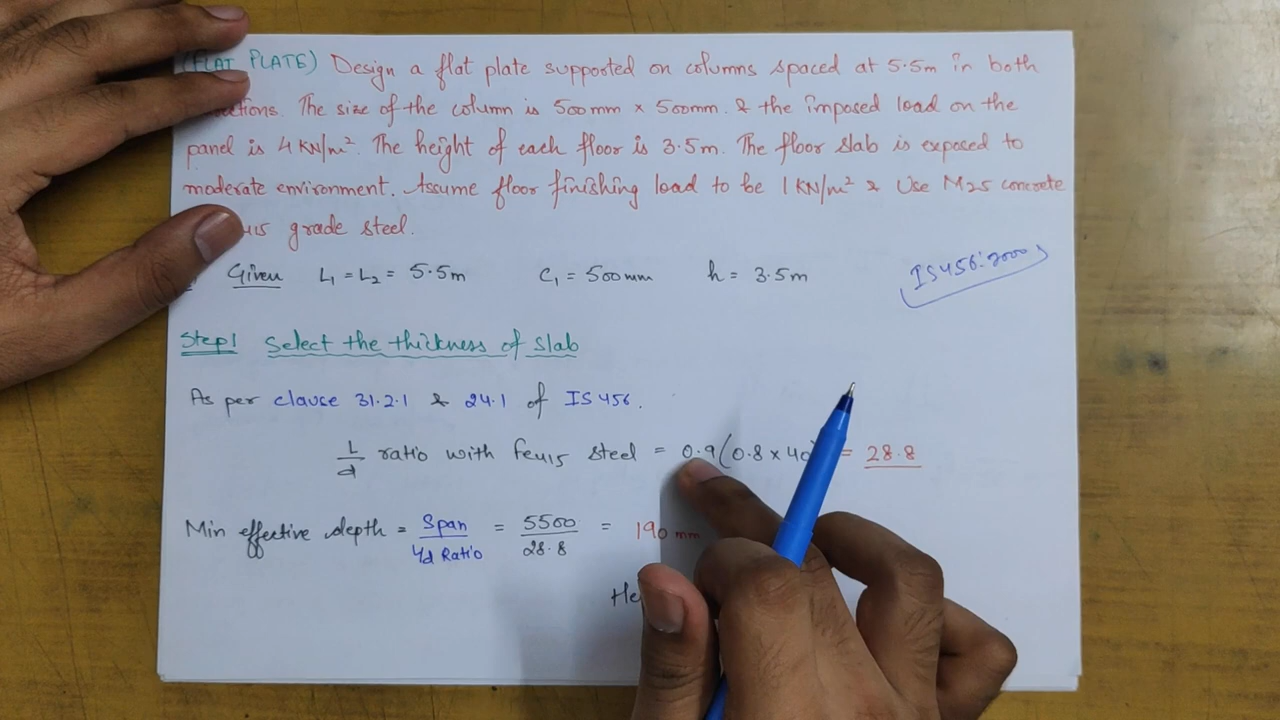 (FLAT PLATE) Design a flat plate supported on columns spaced at 5.5m in both
The size of the column is 500mm × 500mm. & the imposed load on the
panel is 4 KN/m². The height of each floor is 3.5m. The floor slab is exposed to
moderate environment. Assume floor finishing load to be 1 KN/m² & Use M25 concrete
grade steel.
Given L₁ = L₂ = 5.5m C₁ = 500mm h = 3.5m
IS456:2000
Step1 Select the thickness of slab
As per clause 31.2.1 & 24.1 of IS 456.
L/d ratio with fe415 steel = 0.9(0.8 × 40 = 28.8
Min effective depth = Span / L/d Ratio = 5500 / 28.8 = 190 mm